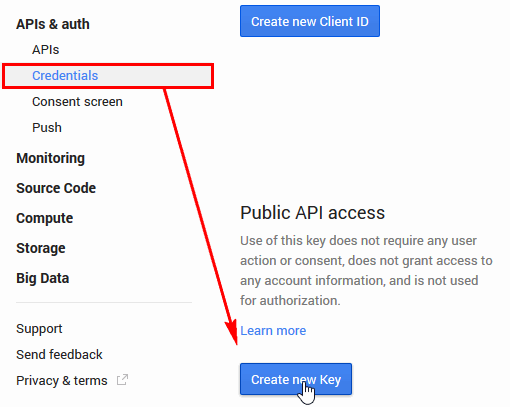 APIs & auth
APIs
Credentials
Consent screen
Push
Monitoring
Source Code
Compute
Storage
Big Data
Support
Send feedback
Privacy & terms
Create new Client ID
Public API access
Use of this key does not require any user
action or consent, does not grant access to
any account information, and is not used
for authorization.
Learn more
Create new Key